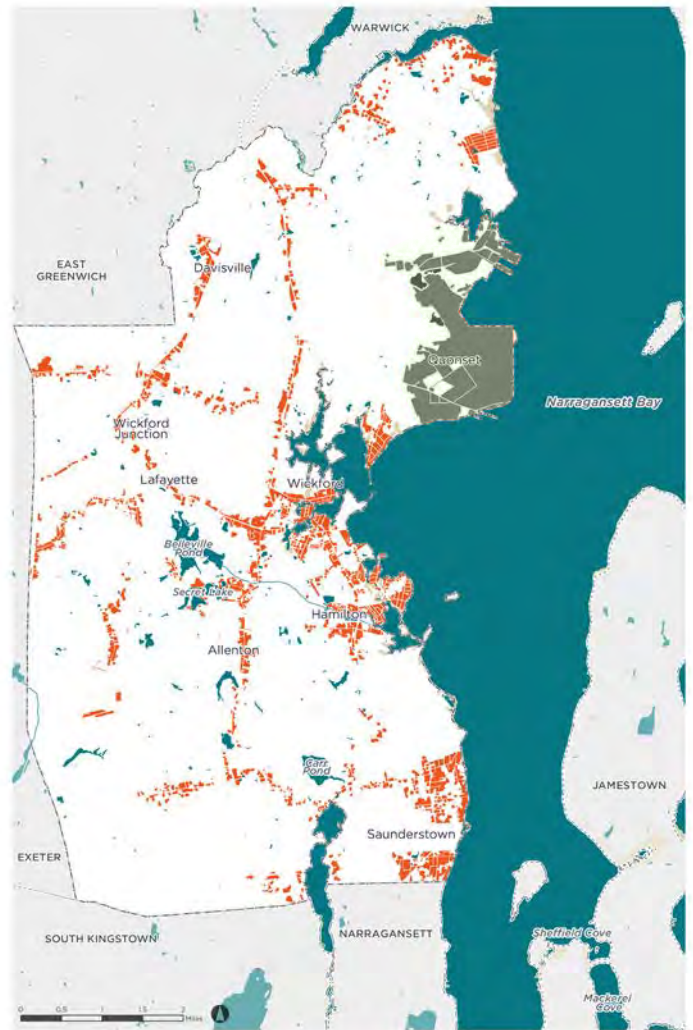 WARWICK
EAST
GREENWICH
Davisville
Quonset
Narragansett Bay
Wickford
Junction
Lafayette
Wickford
Belleville
Pond
Secret Lake
Hamilton
Allenton
Carr
Pond
JAMESTOWN
Saunderstown
EXETER
SOUTH KINGSTOWN
NARRAGANSETT
Sheffield Cove
Mackerel
Cove
0 0.5 1 1.5 2
Miles